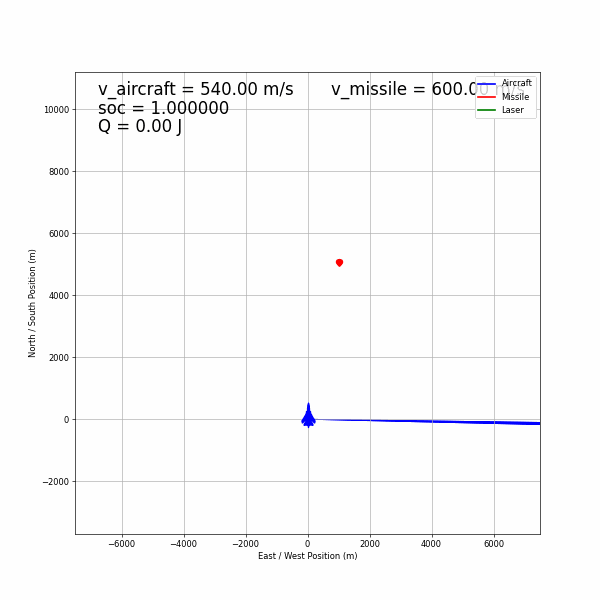 v_aircraft = 540.00 m/s
v_missile = 600.00 m/s
soc = 1.000000
Q = 0.00 J
Aircraft
Missile
Laser
10000
8000
6000
4000
2000
0
−2000
North / South Position (m)
−6000 −4000 −2000 0 2000 4000 6000
East / West Position (m)